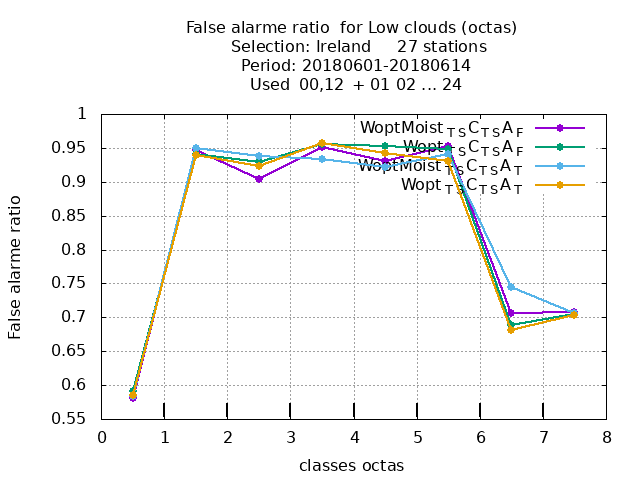 False alarme ratio  for Low clouds (octas)
Selection: Ireland     27 stations
Period: 20180601-20180614
Used  00,12  + 01 02 ... 24
1
0.95
0.9
0.85
0.8
0.75
0.7
0.65
0.6
0.55
False alarme ratio
WoptMoist TS CTS AF
Wopt TS CTS AF
WoptMoist TS CTS AT
Wopt TS CTS AT
0 1 2 3 4 5 6 7 8
classes octas